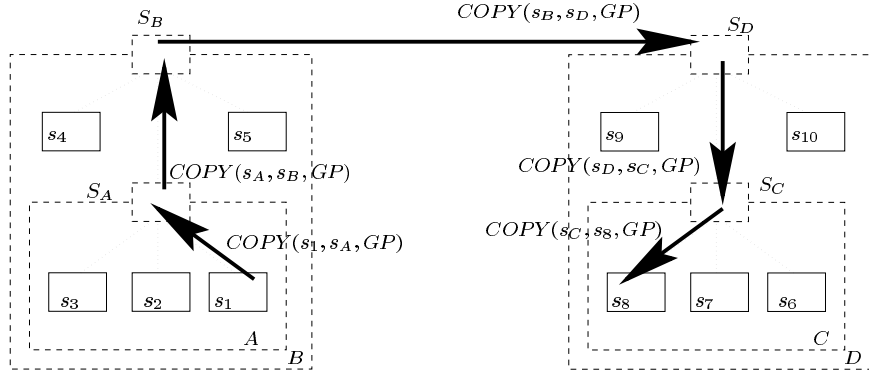 COPY(s_B, s_D, GP)
S_B
S_D
s_4
s_5
s_9
s_10
COPY(s_A, s_B, GP)
COPY(s_D, s_C, GP)
S_A
S_C
COPY(s_1, s_A, GP)
COPY(s_C, s_8, GP)
s_3
s_2
s_1
s_8
s_7
s_6
A
B
C
D